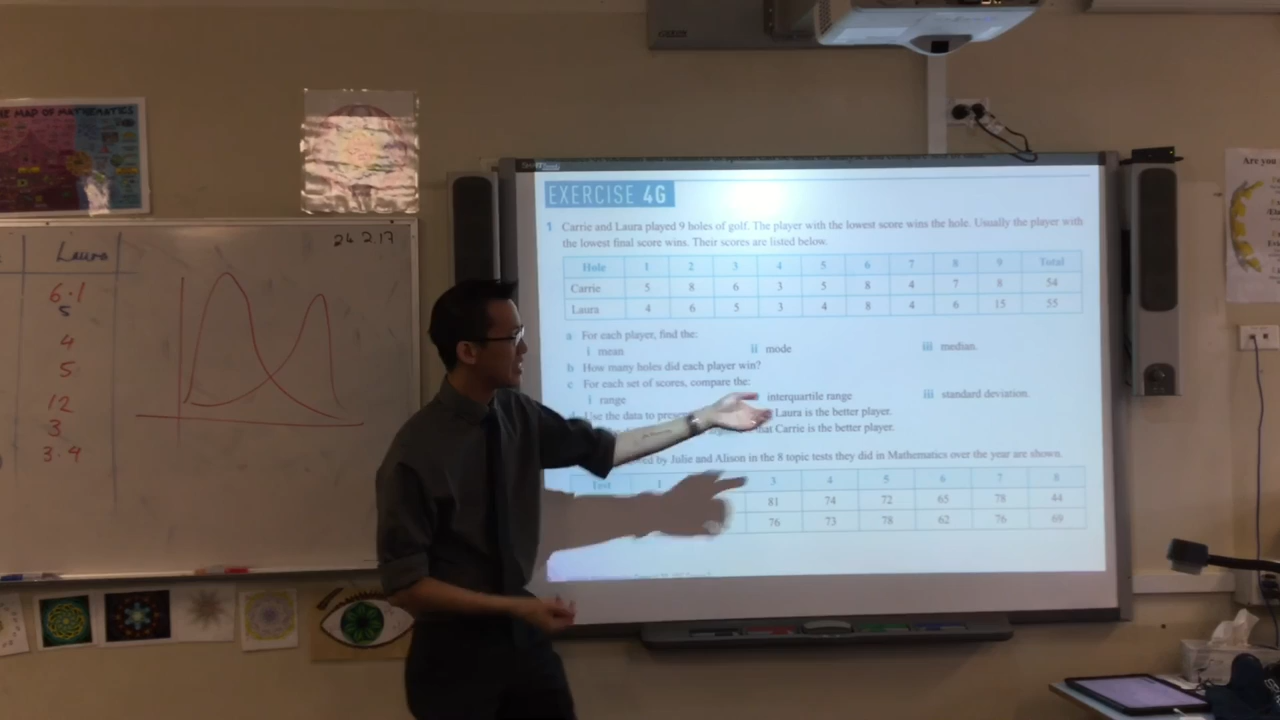 MAP OF MATHEMATICS
Laura
6.1
5
4
5
12
3
3.4
24.2.17
EXERCISE 4G
1 Carrie and Laura played 9 holes of golf. The player with the lowest score wins the hole. Usually the player with
the lowest final score wins. Their scores are listed below.
Hole 1 2 3 4 5 6 7 8 9 Total
Carrie 5 8 6 3 5 8 4 7 8 54
Laura 4 6 5 3 4 8 4 6 15 55
a For each player, find the:
i mean ii mode iii median.
b How many holes did each player win?
c For each set of scores, compare the:
i range interquartile range iii standard deviation.
d Use the data to Laura is the better player.
that Carrie is the better player.
by Julie and Alison in the 8 topic tests they did in Mathematics over the year are shown.
Test 1 3 4 5 6 7 8
81 74 72 65 78 44
76 73 78 62 76 69
Are you